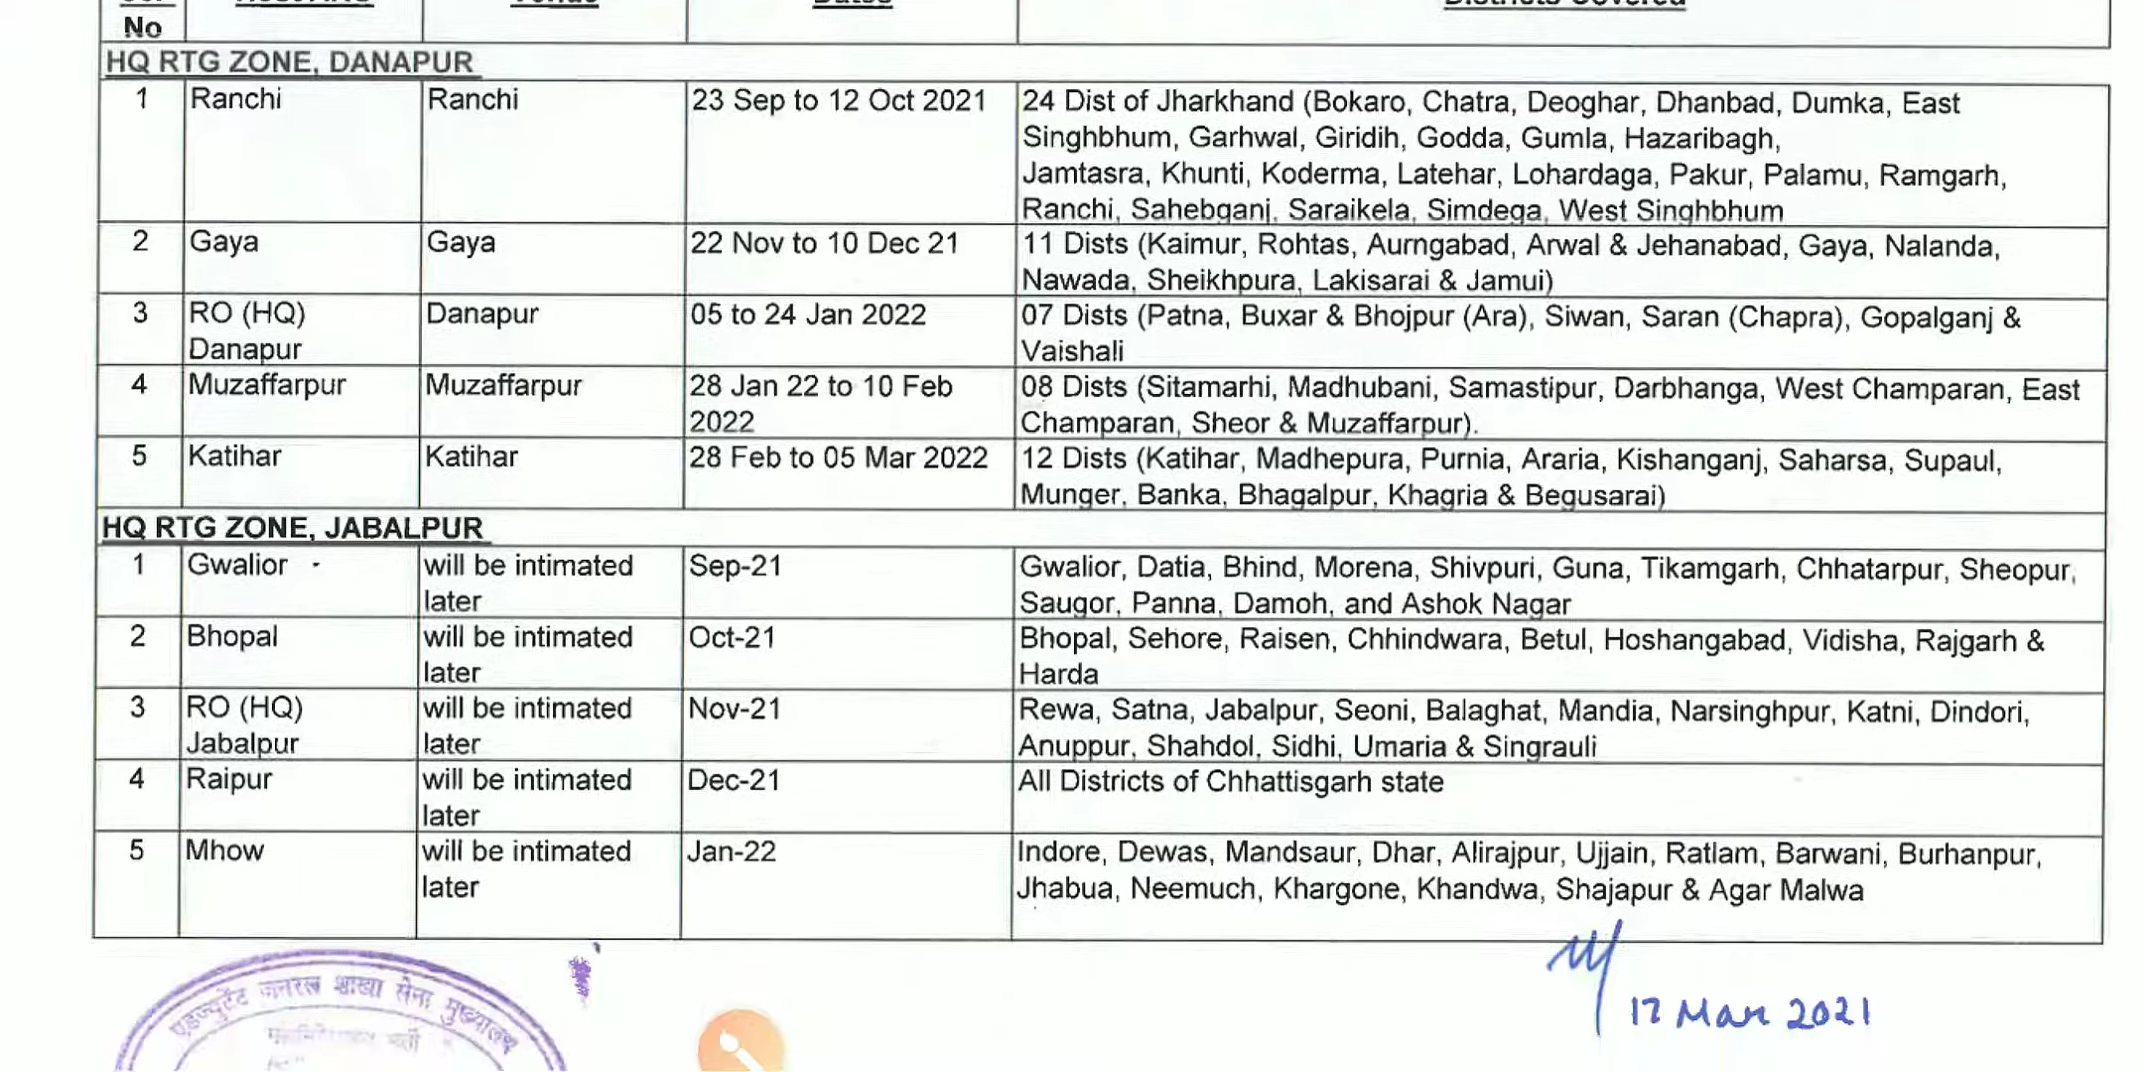 No
HQ RTG ZONE, DANAPUR
1 Ranchi Ranchi 23 Sep to 12 Oct 2021 24 Dist of Jharkhand (Bokaro, Chatra, Deoghar, Dhanbad, Dumka, East
Singhbhum, Garhwal, Giridih, Godda, Gumla, Hazaribagh,
Jamtasra, Khunti, Koderma, Latehar, Lohardaga, Pakur, Palamu, Ramgarh,
Ranchi, Sahebganj, Saraikela, Simdega, West Singhbhum
2 Gaya Gaya 22 Nov to 10 Dec 21 11 Dists (Kaimur, Rohtas, Aurngabad, Arwal & Jehanabad, Gaya, Nalanda,
Nawada, Sheikhpura, Lakisarai & Jamui)
3 RO (HQ) Danapur 05 to 24 Jan 2022 07 Dists (Patna, Buxar & Bhojpur (Ara), Siwan, Saran (Chapra), Gopalganj &
Danapur Vaishali
4 Muzaffarpur Muzaffarpur 28 Jan 22 to 10 Feb 08 Dists (Sitamarhi, Madhubani, Samastipur, Darbhanga, West Champaran, East
2022 Champaran, Sheor & Muzaffarpur).
5 Katihar Katihar 28 Feb to 05 Mar 2022 12 Dists (Katihar, Madhepura, Purnia, Araria, Kishanganj, Saharsa, Supaul,
Munger, Banka, Bhagalpur, Khagria & Begusarai)
HQ RTG ZONE, JABALPUR
1 Gwalior - will be intimated Sep-21 Gwalior, Datia, Bhind, Morena, Shivpuri, Guna, Tikamgarh, Chhatarpur, Sheopur,
later Saugor, Panna, Damoh, and Ashok Nagar
2 Bhopal will be intimated Oct-21 Bhopal, Sehore, Raisen, Chhindwara, Betul, Hoshangabad, Vidisha, Rajgarh &
later Harda
3 RO (HQ) will be intimated Nov-21 Rewa, Satna, Jabalpur, Seoni, Balaghat, Mandia, Narsinghpur, Katni, Dindori,
Jabalpur later Anuppur, Shahdol, Sidhi, Umaria & Singrauli
4 Raipur will be intimated Dec-21 All Districts of Chhattisgarh state
later
5 Mhow will be intimated Jan-22 Indore, Dewas, Mandsaur, Dhar, Alirajpur, Ujjain, Ratlam, Barwani, Burhanpur,
later Jhabua, Neemuch, Khargone, Khandwa, Shajapur & Agar Malwa
एडज्युटेंट जनरल शाखा सेना मुख्यालय
17 Mar 2021